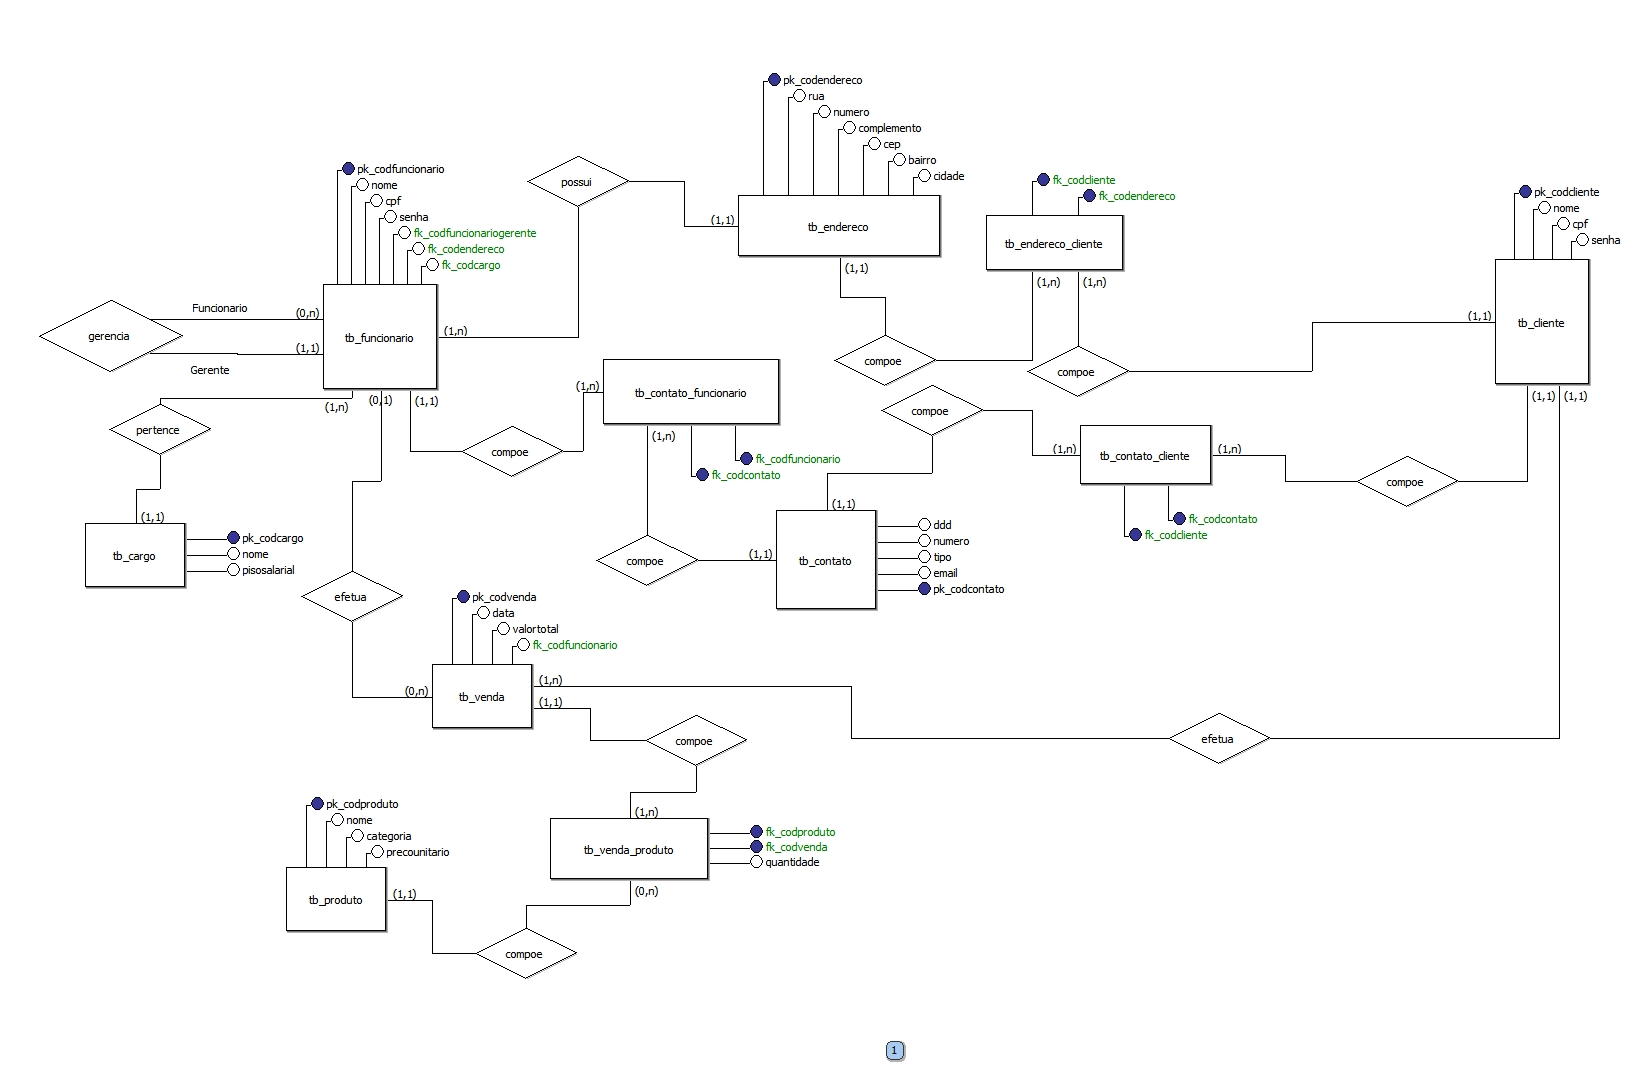 pk_codendereco
rua
numero
complemento
cep
bairro
cidade
tb_endereco
(1,1)
(1,1)
possui
pk_codfuncionario
nome
cpf
senha
fk_codfuncionariogerente
fk_codendereco
fk_codcargo
tb_funcionario
(1,n)
Funcionario
(0,n)
gerencia
(1,1)
Gerente
(1,n)
(0,1)
(1,1)
fk_codcliente
fk_codendereco
tb_endereco_cliente
(1,n)
(1,n)
compoe
compoe
pk_codcliente
nome
cpf
senha
(1,1)
tb_cliente
(1,1)
(1,1)
pertence
(1,1)
tb_cargo
pk_codcargo
nome
pisosalarial
compoe
(1,n)
tb_contato_funcionario
(1,n)
fk_codfuncionario
fk_codcontato
compoe
(1,1)
compoe
(1,n)
tb_contato_cliente
(1,n)
compoe
fk_codcontato
fk_codcliente
(1,1)
tb_contato
ddd
numero
tipo
email
pk_codcontato
efetua
pk_codvenda
data
valortotal
fk_codfuncionario
(0,n)
tb_venda
(1,n)
(1,1)
compoe
efetua
(1,n)
tb_venda_produto
fk_codproduto
fk_codvenda
quantidade
(0,n)
pk_codproduto
nome
categoria
precounitario
tb_produto
(1,1)
compoe
1